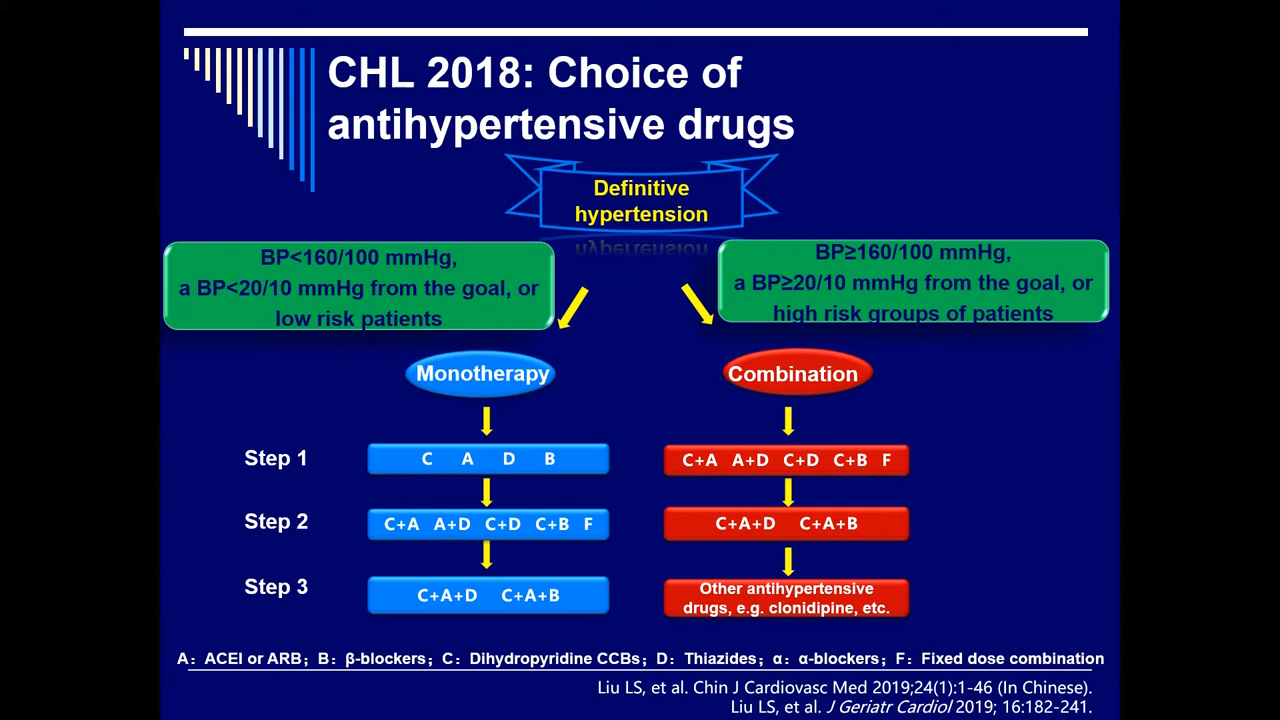 CHL 2018: Choice of
antihypertensive drugs
Definitive
hypertension
BP<160/100 mmHg,
a BP<20/10 mmHg from the goal, or
low risk patients
BP≥160/100 mmHg,
a BP≥20/10 mmHg from the goal, or
high risk groups of patients
Monotherapy
Combination
Step 1
C A D B
C+A A+D C+D C+B F
Step 2
C+A A+D C+D C+B F
C+A+D C+A+B
Step 3
C+A+D C+A+B
Other antihypertensive
drugs, e.g. clonidipine, etc.
A：ACEI or ARB；B：β-blockers；C：Dihydropyridine CCBs；D：Thiazides；α：α-blockers；F：Fixed dose combination
Liu LS, et al. Chin J Cardiovasc Med 2019;24(1):1-46 (In Chinese).
Liu LS, et al. J Geriatr Cardiol 2019; 16:182-241.